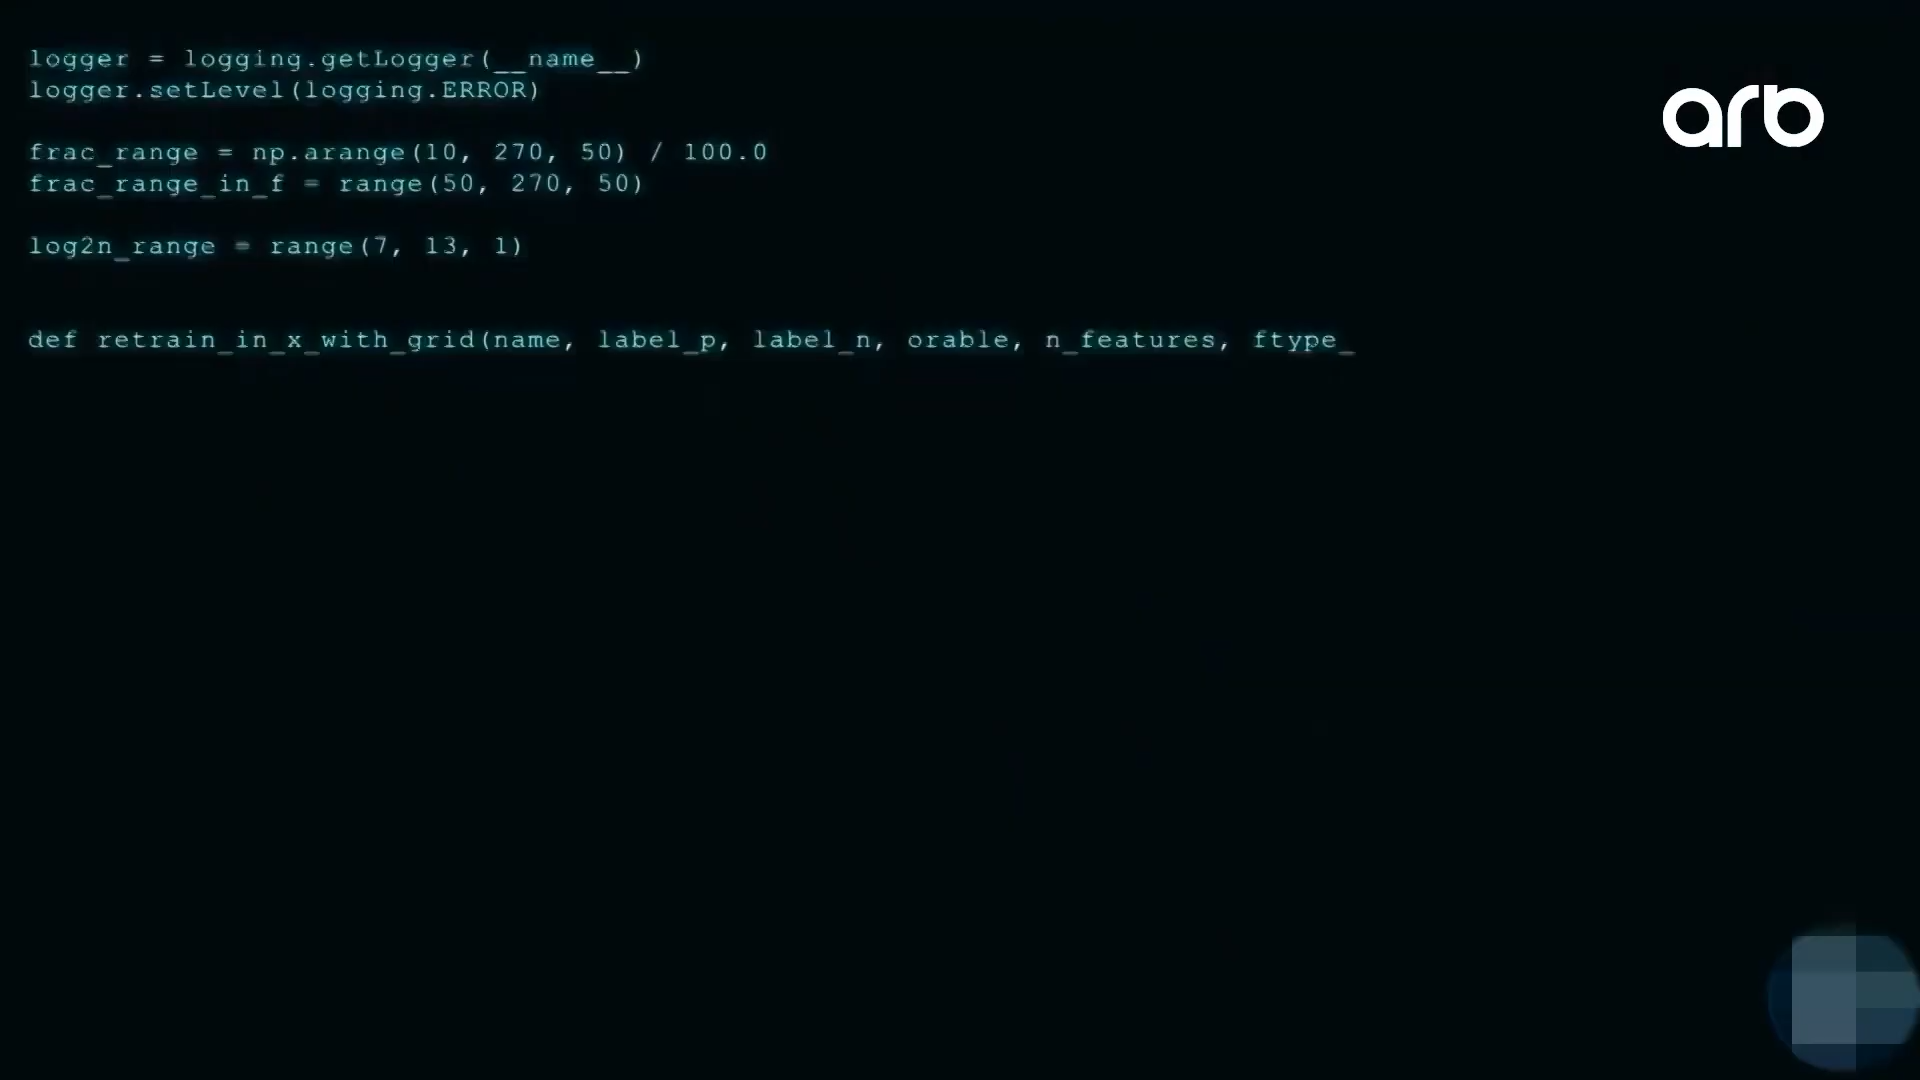 logger = logging.getLogger(__name__)
logger.setLevel(logging.ERROR)
arb
frac_range = np.arange(10, 270, 50) / 100.0
frac_range_in_f = range(50, 270, 50)
log2n_range = range(7, 13, 1)
def retrain_in_x_with_grid(name, label_p, label_n, orable, n_features, ftype_